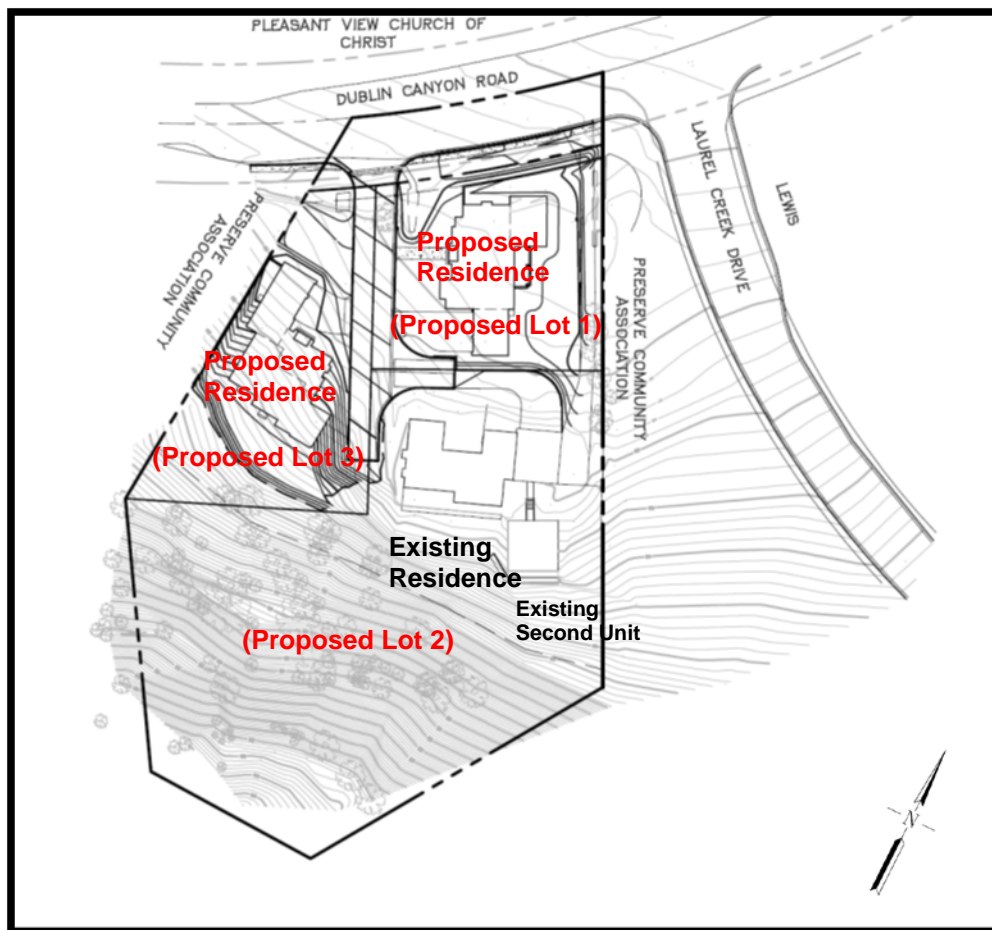 PLEASANT VIEW CHURCH OF
CHRIST
DUBLIN CANYON ROAD
LAUREL CREEK DRIVE
LEWIS
PRESERVE COMMUNITY
ASSOCIATION
Proposed
Residence
(Proposed Lot 1)
PRESERVE COMMUNITY
ASSOCIATION
Proposed
Residence
(Proposed Lot 3)
Existing
Residence
Existing
Second Unit
(Proposed Lot 2)
N